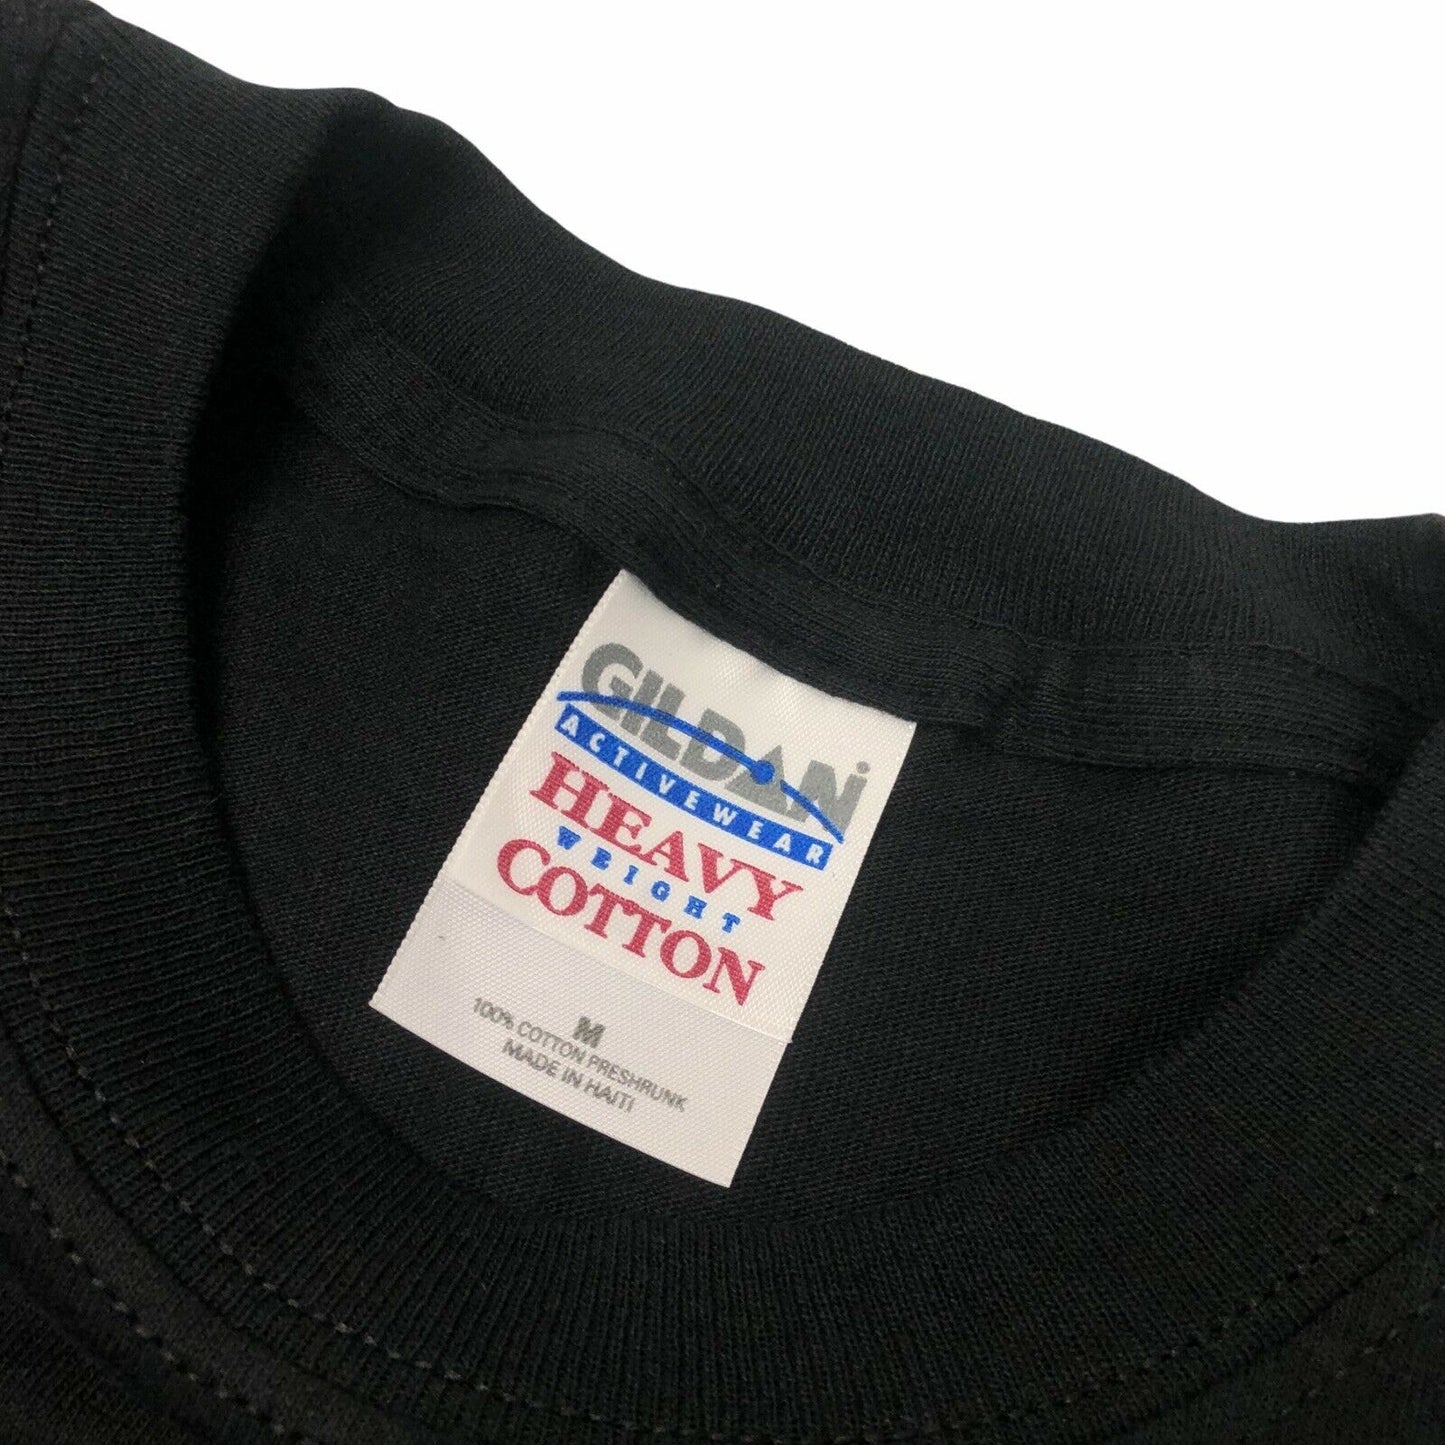 GILDAN
ACTIVEWEAR
HEAVY
WEIGHT
COTTON
M
100% COTTON PRESHRUNK
MADE IN HAITI